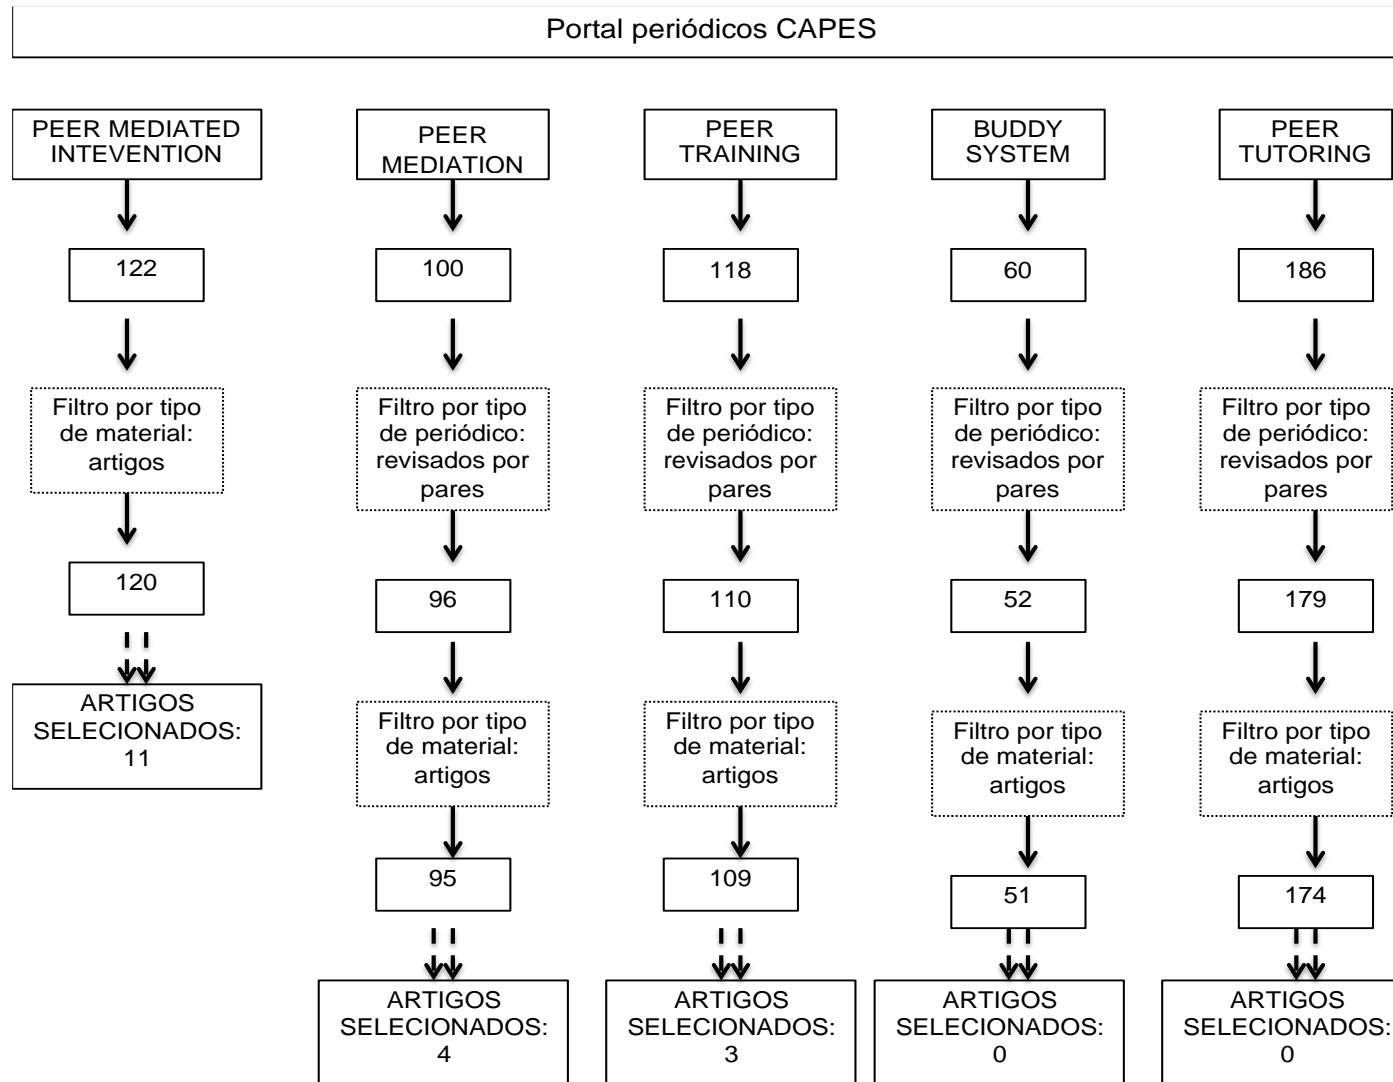 Portal periódicos CAPES
PEER MEDIATED
INTEVENTION
122
Filtro por tipo
de material:
artigos
120
ARTIGOS
SELECIONADOS:
11
PEER
MEDIATION
100
Filtro por tipo
de periódico:
revisados por
pares
96
Filtro por tipo
de material:
artigos
95
ARTIGOS
SELECIONADOS:
4
PEER
TRAINING
118
Filtro por tipo
de periódico:
revisados por
pares
110
Filtro por tipo
de material:
artigos
109
ARTIGOS
SELECIONADOS:
3
BUDDY
SYSTEM
60
Filtro por tipo
de periódico:
revisados por
pares
52
Filtro por tipo
de material:
artigos
51
ARTIGOS
SELECIONADOS:
0
PEER
TUTORING
186
Filtro por tipo
de periódico:
revisados por
pares
179
Filtro por tipo
de material:
artigos
174
ARTIGOS
SELECIONADOS:
0